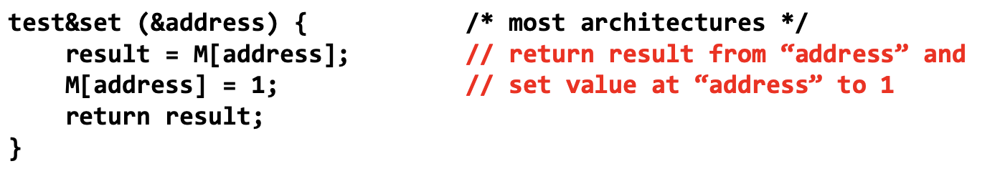 test&set (&address) {          /* most architectures */
    result = M[address];       // return result from “address” and
    M[address] = 1;            // set value at “address” to 1
    return result;
}